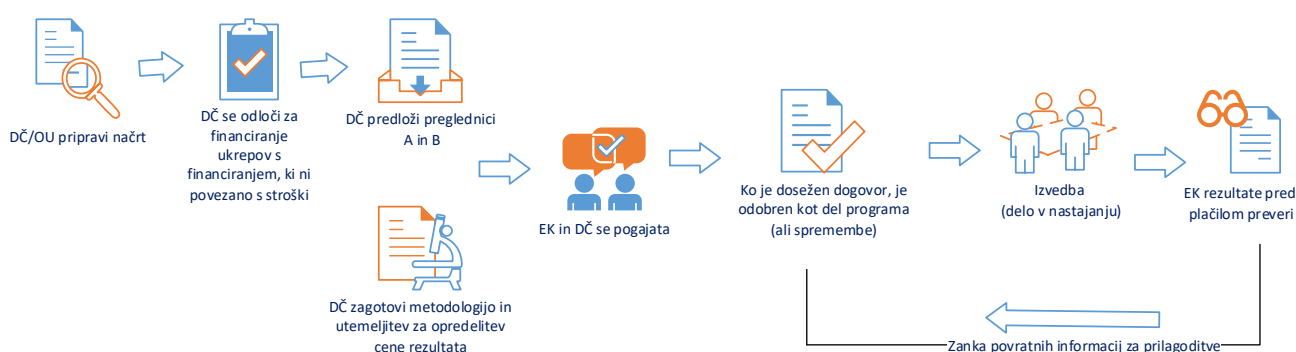 DČ/OU pripravi načrt
DČ se odloči za
financiranje
ukrepov s
financiranjem, ki ni
povezano s stroški
DČ predloži preglednici
A in B
DČ zagotovi metodologijo in
utemeljitev za opredelitev
cene rezultata
EK in DČ se pogajata
Ko je dosežen dogovor, je
odobren kot del programa
(ali spremembe)
Izvedba
(delo v nastajanju)
EK rezultate pred
plačilom preveri
Zanka povratnih informacij za prilagoditve